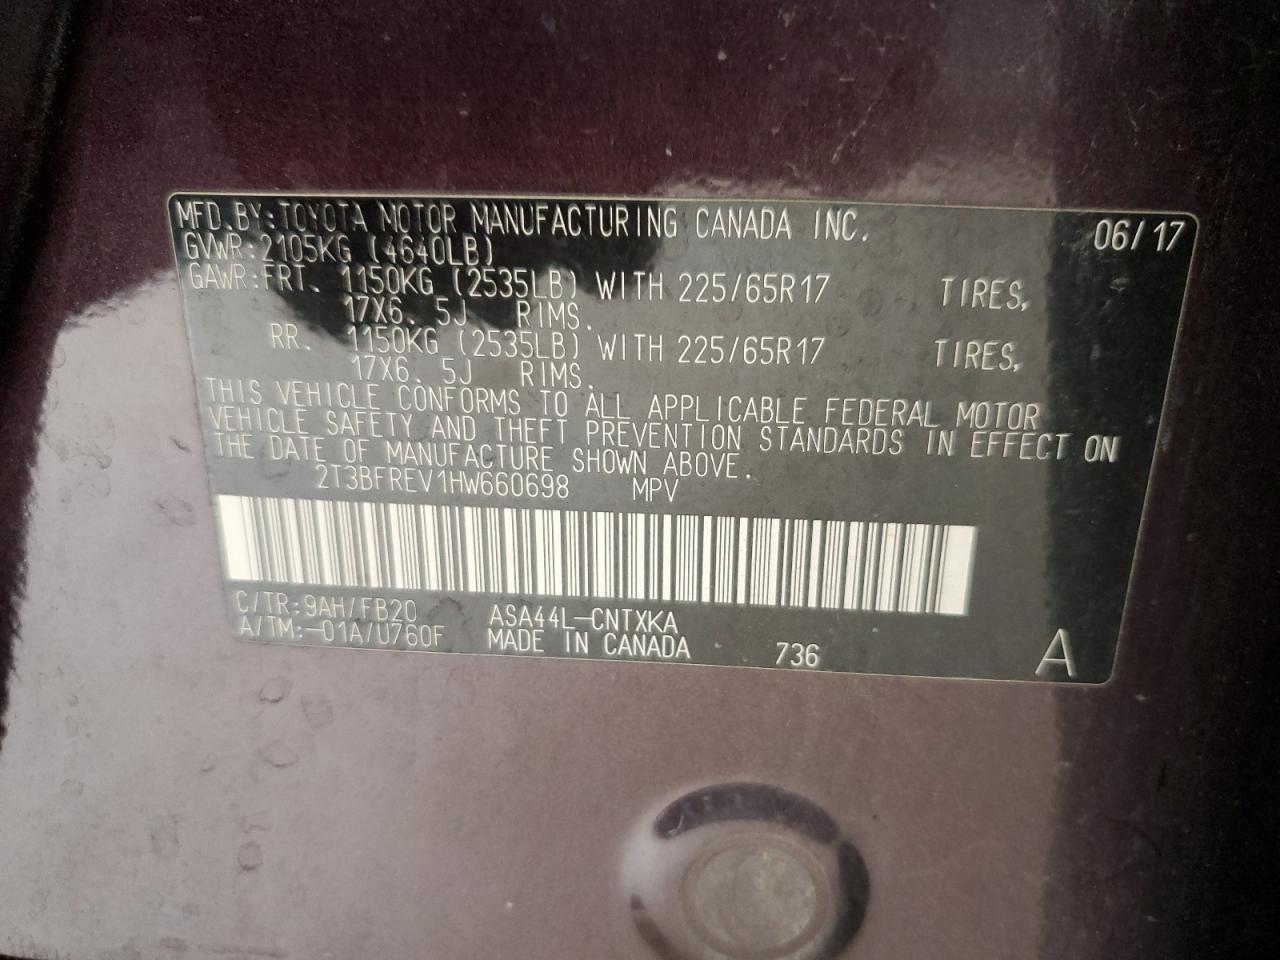 MFD.BY:TOYOTA MOTOR MANUFACTURING CANADA INC. 06/17
GVWR:2105KG (4640LB)
GAWR:FRT. 1150KG (2535LB) WITH 225/65R17 TIRES,
17X6. 5J RIMS.
RR. 1150KG (2535LB) WITH 225/65R17 TIRES,
17X6. 5J RIMS.
THIS VEHICLE CONFORMS TO ALL APPLICABLE FEDERAL MOTOR
VEHICLE SAFETY AND THEFT PREVENTION STANDARDS IN EFFECT ON
THE DATE OF MANUFACTURE SHOWN ABOVE.
2T3BFREV1HW660698 MPV
C/TR:9AH/FB20 ASA44L-CNTXKA
A/TM:-01A/U760F MADE IN CANADA 736 A